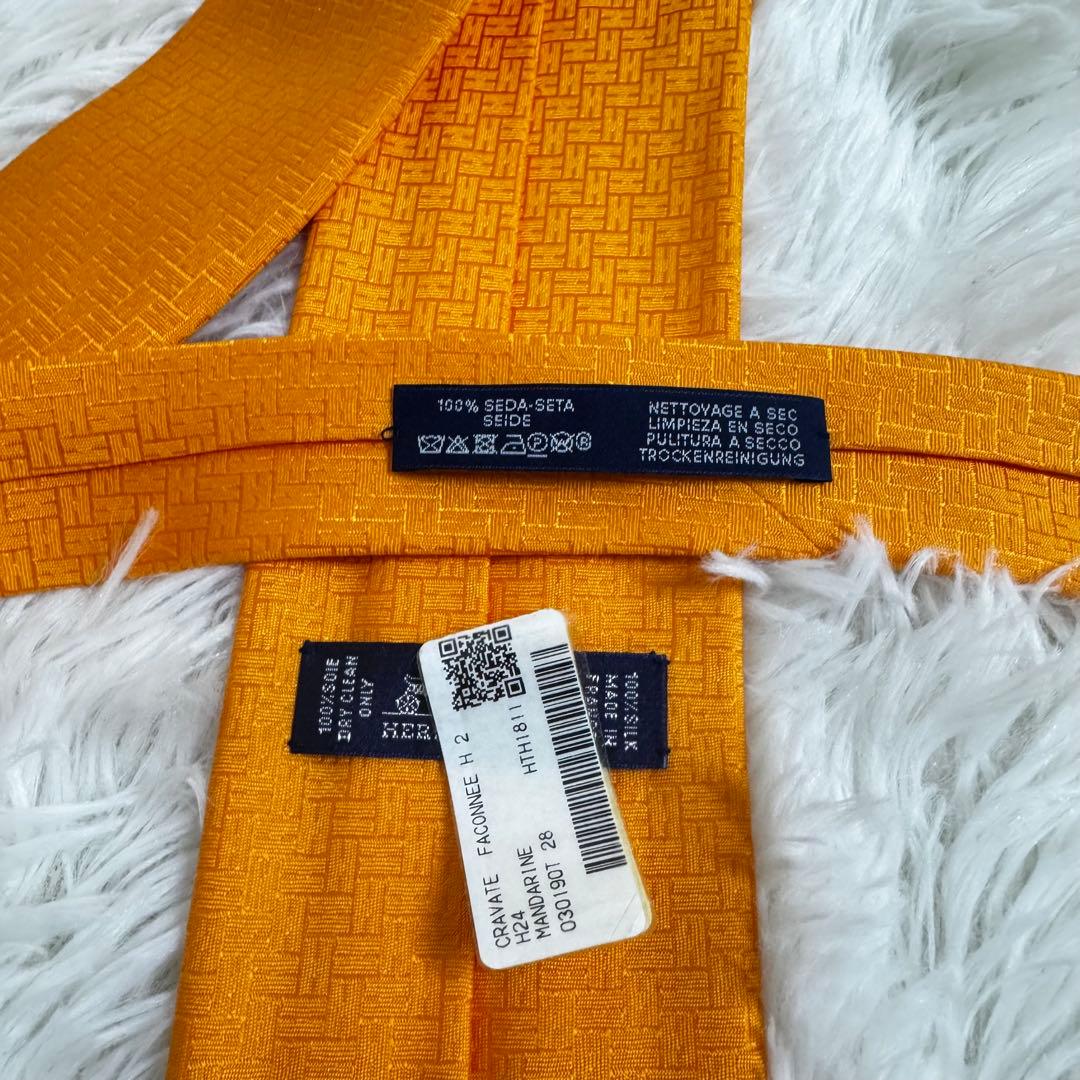 100% SEDA-SETA
SEIDE
NETTOYAGE A SEC
LIMPIEZA EN SECO
PULITURA A SECCO
TROCKENREINIGUNG
100% SOIE
DRY CLEAN
ONLY
HER
100% SILK
MADE IN
FRAN
CRAVATE FACONNEE H 2
H24 HTH1811
MANDARINE
030190T 28